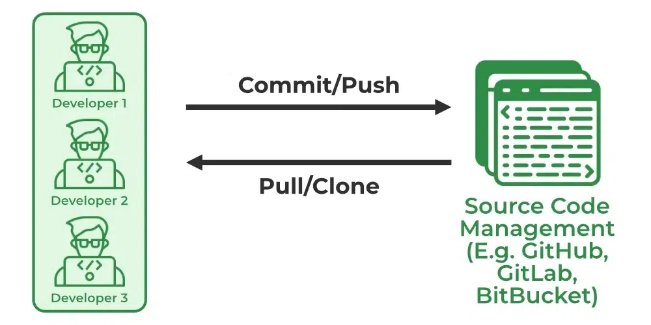 Developer 1
Developer 2
Developer 3
Commit/Push
Pull/Clone
Source Code
Management
(E.g. GitHub,
GitLab,
BitBucket)